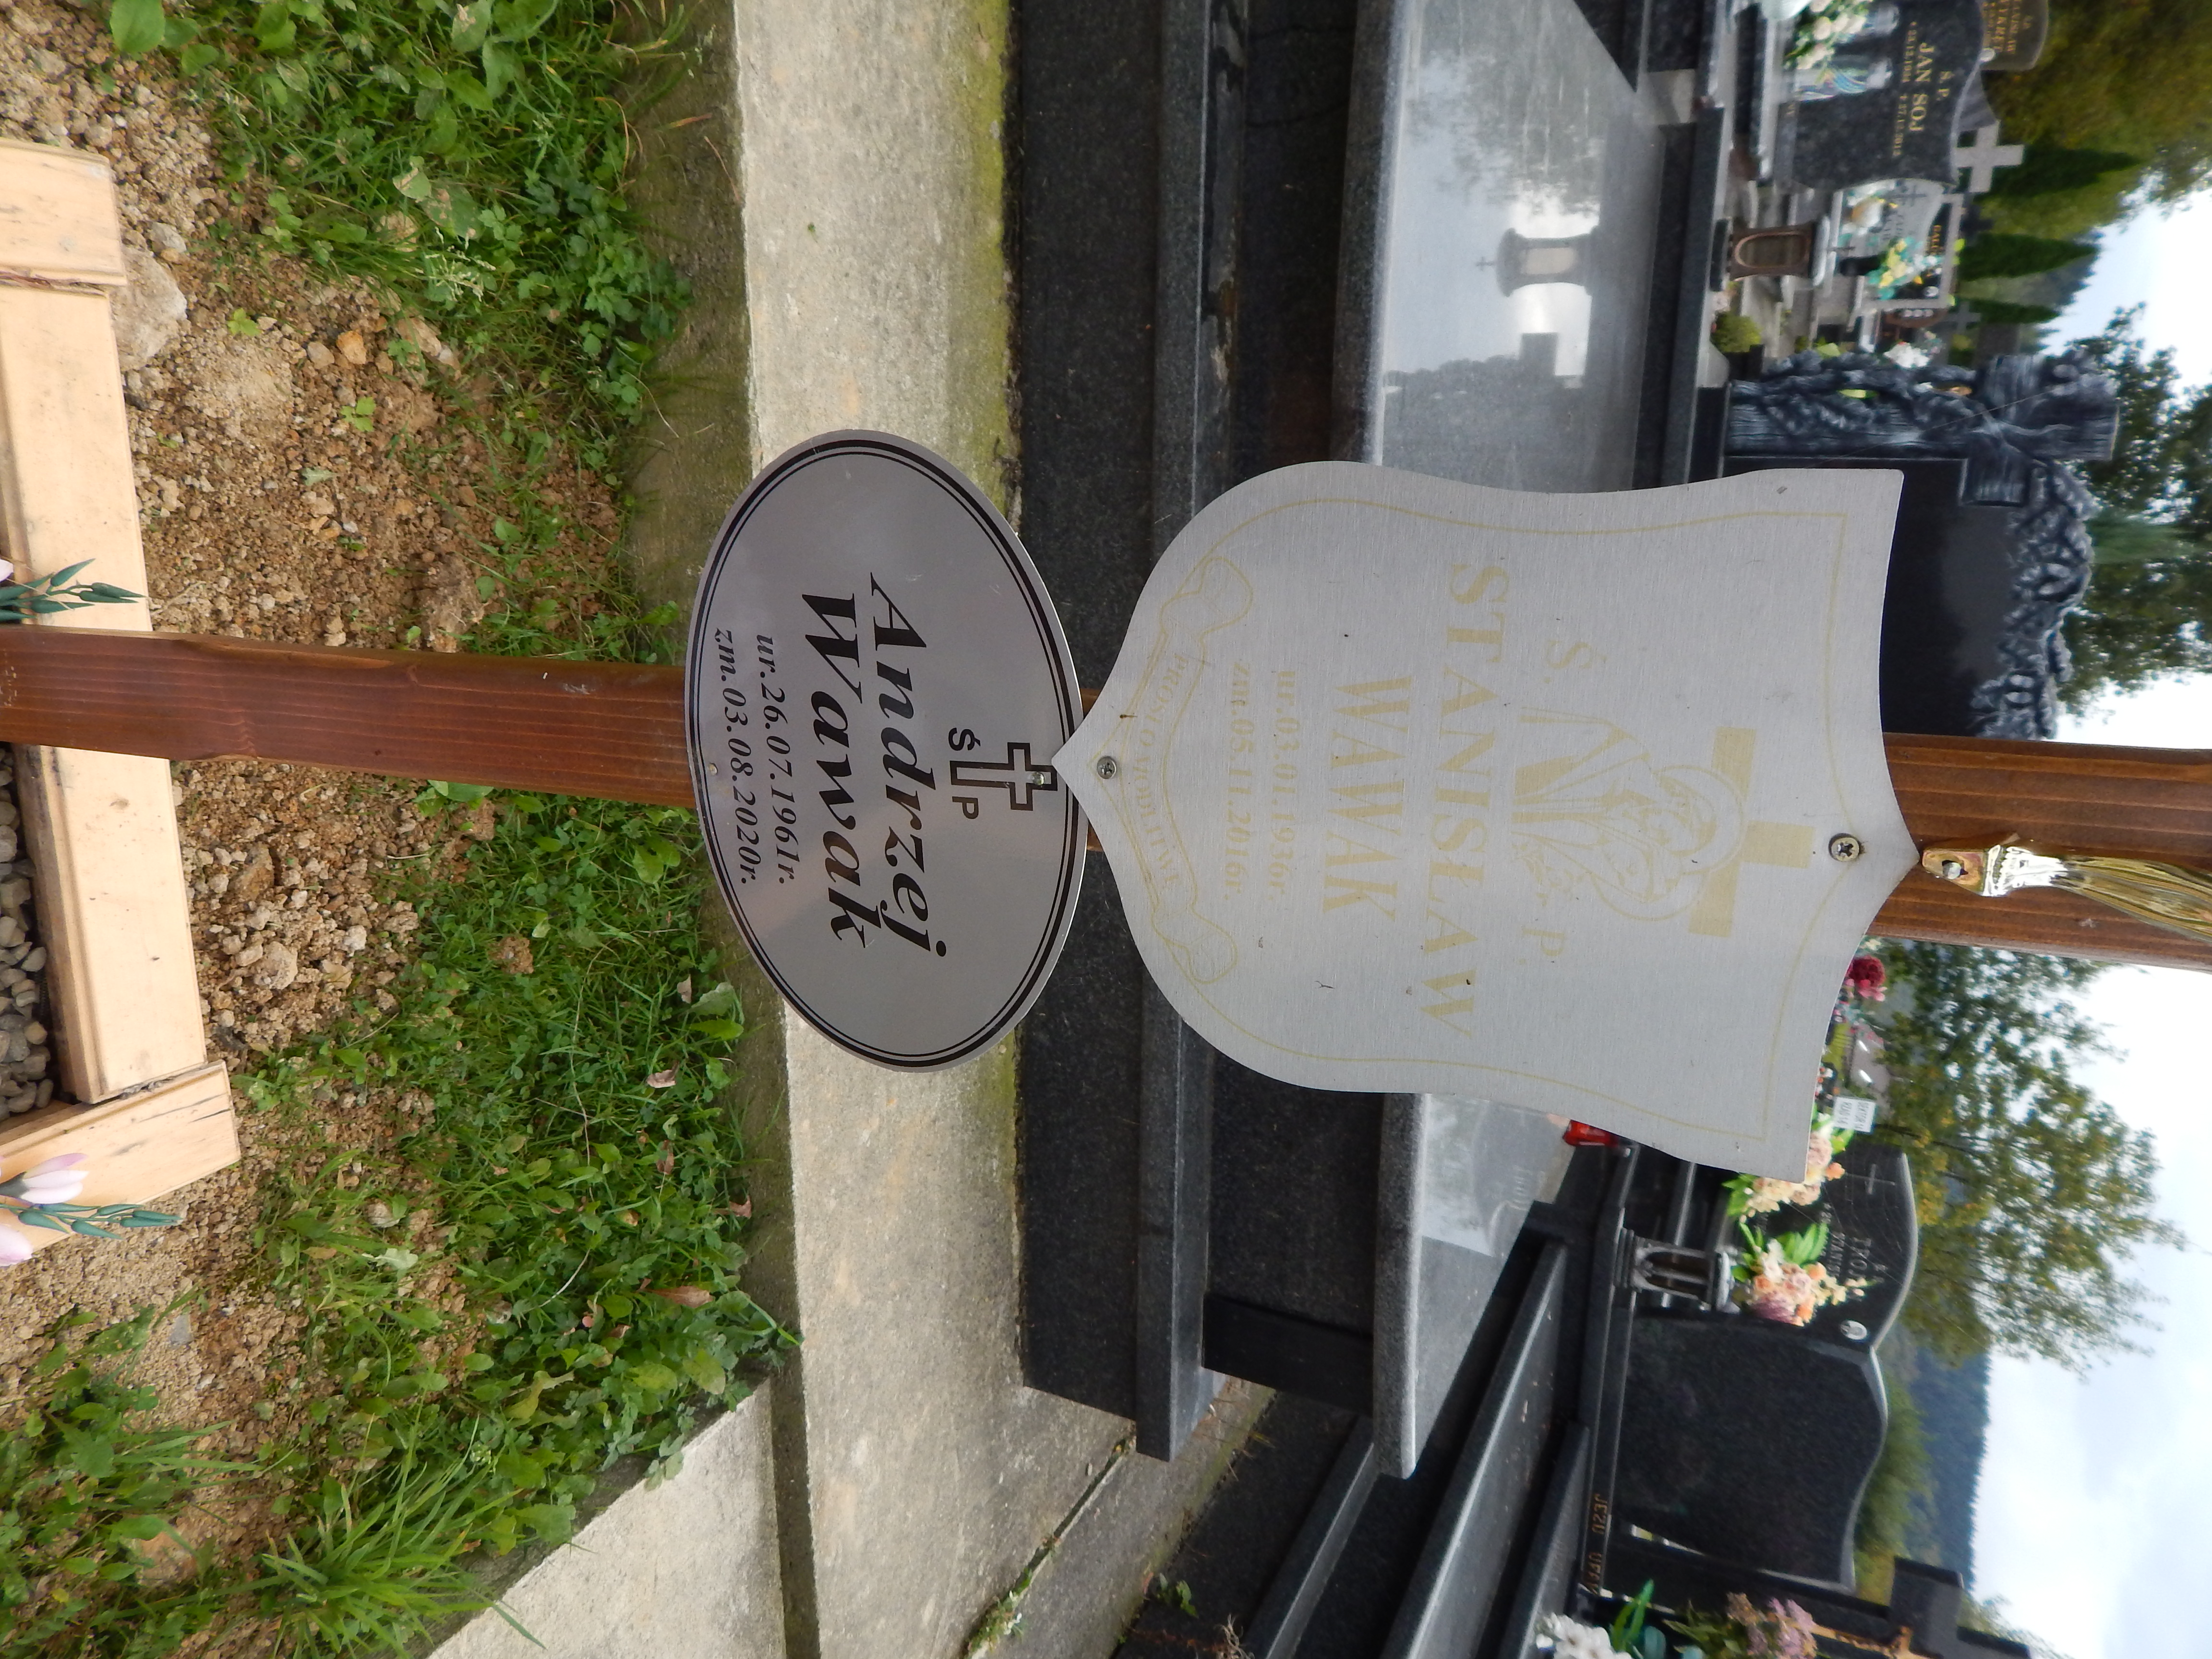 Ś. P.
STANISŁAW
WAWAK
ur.03.01.1936r.
zm.05.11.2016r.
PROSI O MODLITWĘ
Ś P
Andrzej
Wawak
ur.26.07.1961r.
zm.03.08.2020r.
Ś.P.
JAN SOJ